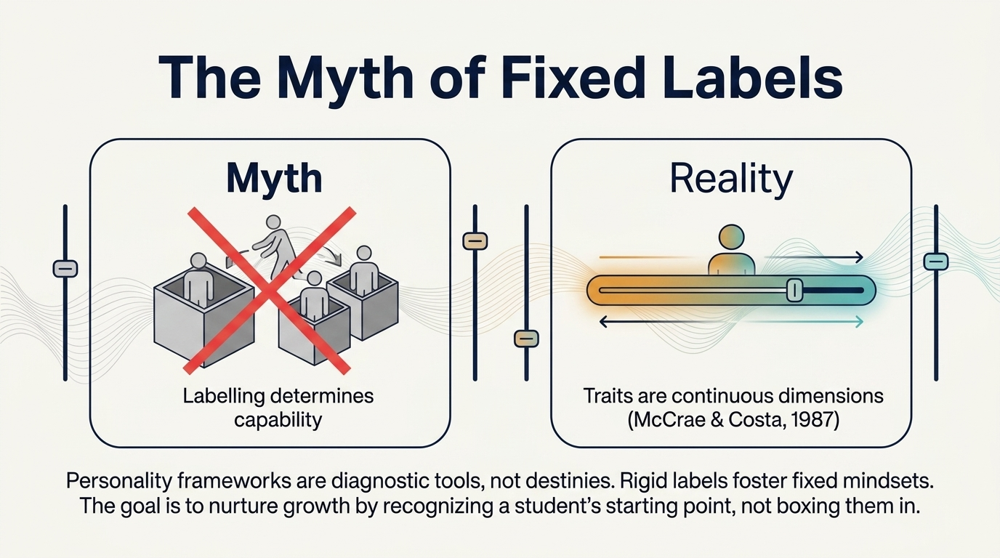 The Myth of Fixed Labels
Myth
Labelling determines
capability
Reality
Traits are continuous dimensions
(McCrae & Costa, 1987)
Personality frameworks are diagnostic tools, not destinies. Rigid labels foster fixed mindsets.
The goal is to nurture growth by recognizing a student’s starting point, not boxing them in.